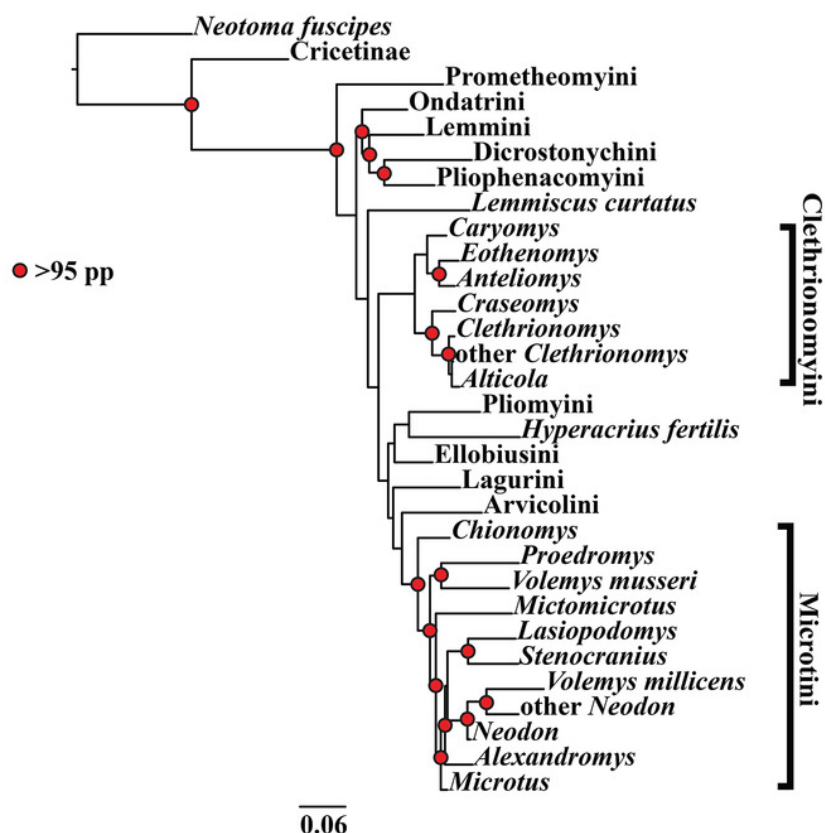 Neotoma fuscipes
Cricetinae
Prometheomyini
Ondatrini
Lemmini
Dicrostonychini
Pliophenacomyini
Lemmiscus curtatus
Caryomys
Eothenomys
Anteliomys
Craseomys
Clethrionomys
other Clethrionomys
Alticola
Pliomyini
Hyperacrius fertilis
Ellobiusini
Lagurini
Arvicolini
Chionomys
Proedromys
Volemys musseri
Mictomicrotus
Lasiopodomys
Stenocranius
Volemys millicens
other Neodon
Neodon
Alexandromys
Microtus
>95 pp
Clethrionomyini
Microtini
0.06